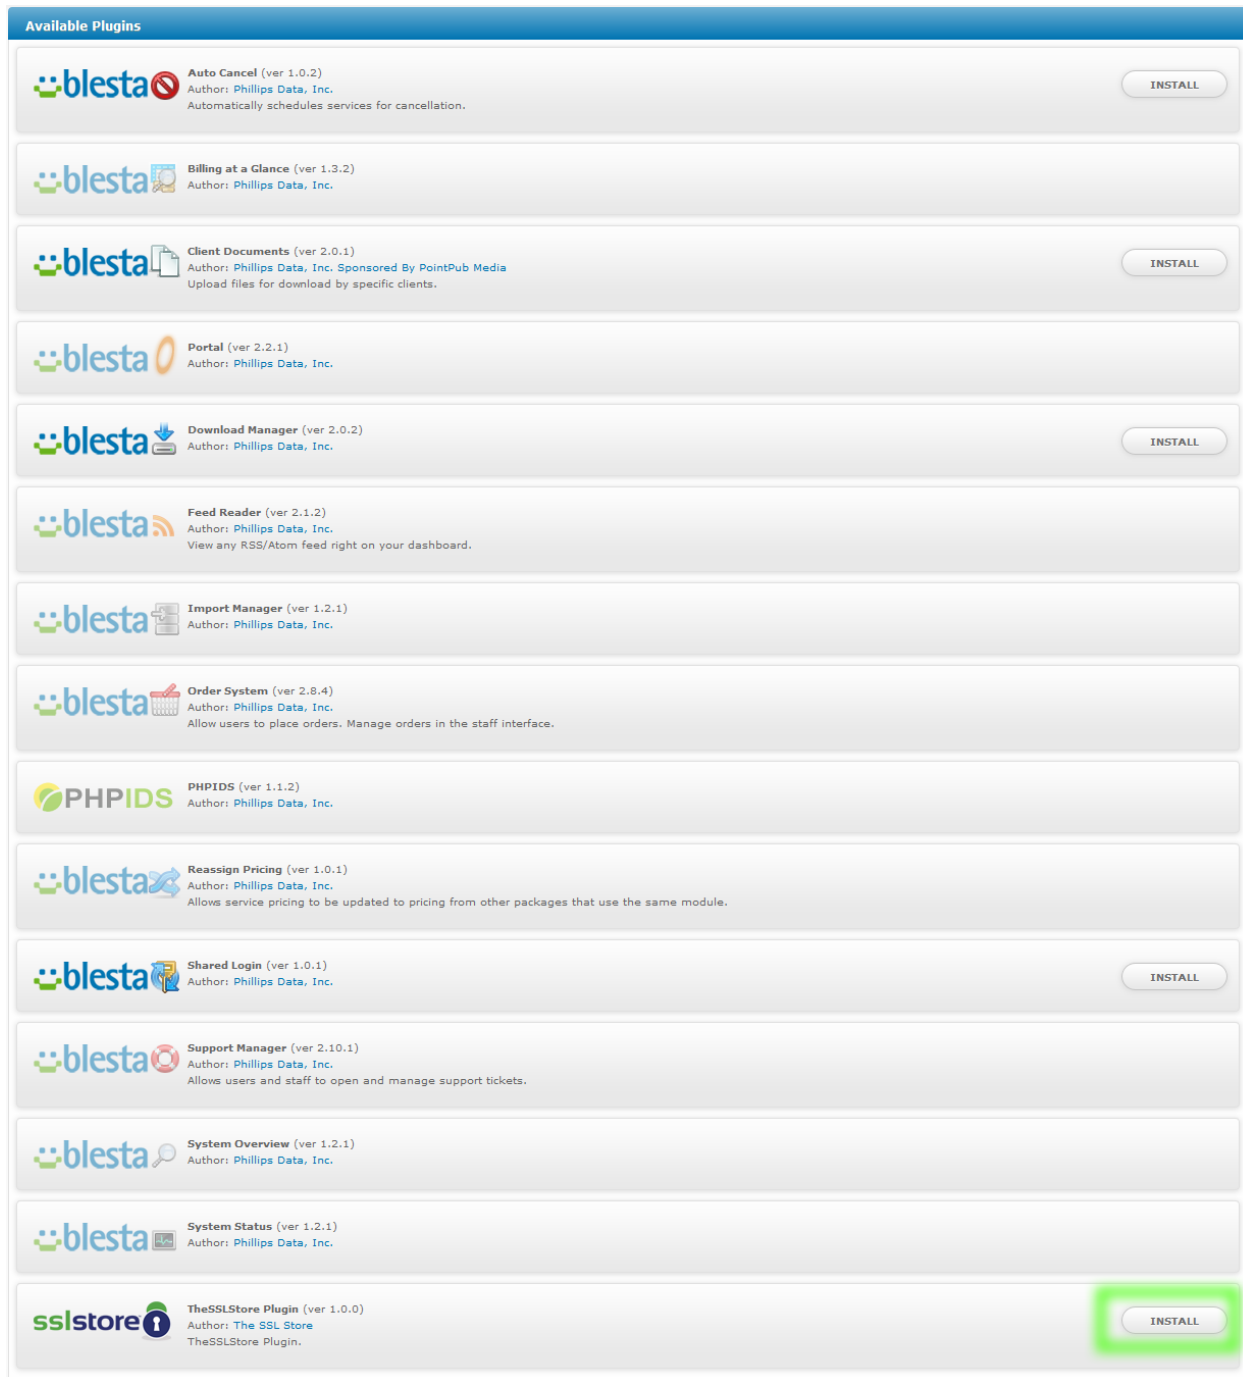 Available Plugins
blesta
Auto Cancel (ver 1.0.2)
Author: Phillips Data, Inc.
Automatically schedules services for cancellation.
INSTALL
blesta
Billing at a Glance (ver 1.3.2)
Author: Phillips Data, Inc.
blesta
Client Documents (ver 2.0.1)
Author: Phillips Data, Inc. Sponsored By PointPub Media
Upload files for download by specific clients.
INSTALL
blesta
Portal (ver 2.2.1)
Author: Phillips Data, Inc.
blesta
Download Manager (ver 2.0.2)
Author: Phillips Data, Inc.
INSTALL
blesta
Feed Reader (ver 2.1.2)
Author: Phillips Data, Inc.
View any RSS/Atom feed right on your dashboard.
blesta
Import Manager (ver 1.2.1)
Author: Phillips Data, Inc.
blesta
Order System (ver 2.8.4)
Author: Phillips Data, Inc.
Allow users to place orders. Manage orders in the staff interface.
PHPIDS
PHPIDS (ver 1.1.2)
Author: Phillips Data, Inc.
blesta
Reassign Pricing (ver 1.0.1)
Author: Phillips Data, Inc.
Allows service pricing to be updated to pricing from other packages that use the same module.
blesta
Shared Login (ver 1.0.1)
Author: Phillips Data, Inc.
INSTALL
blesta
Support Manager (ver 2.10.1)
Author: Phillips Data, Inc.
Allows users and staff to open and manage support tickets.
blesta
System Overview (ver 1.2.1)
Author: Phillips Data, Inc.
blesta
System Status (ver 1.2.1)
Author: Phillips Data, Inc.
sslstore
TheSSLStore Plugin (ver 1.0.0)
Author: The SSL Store
TheSSLStore Plugin.
INSTALL